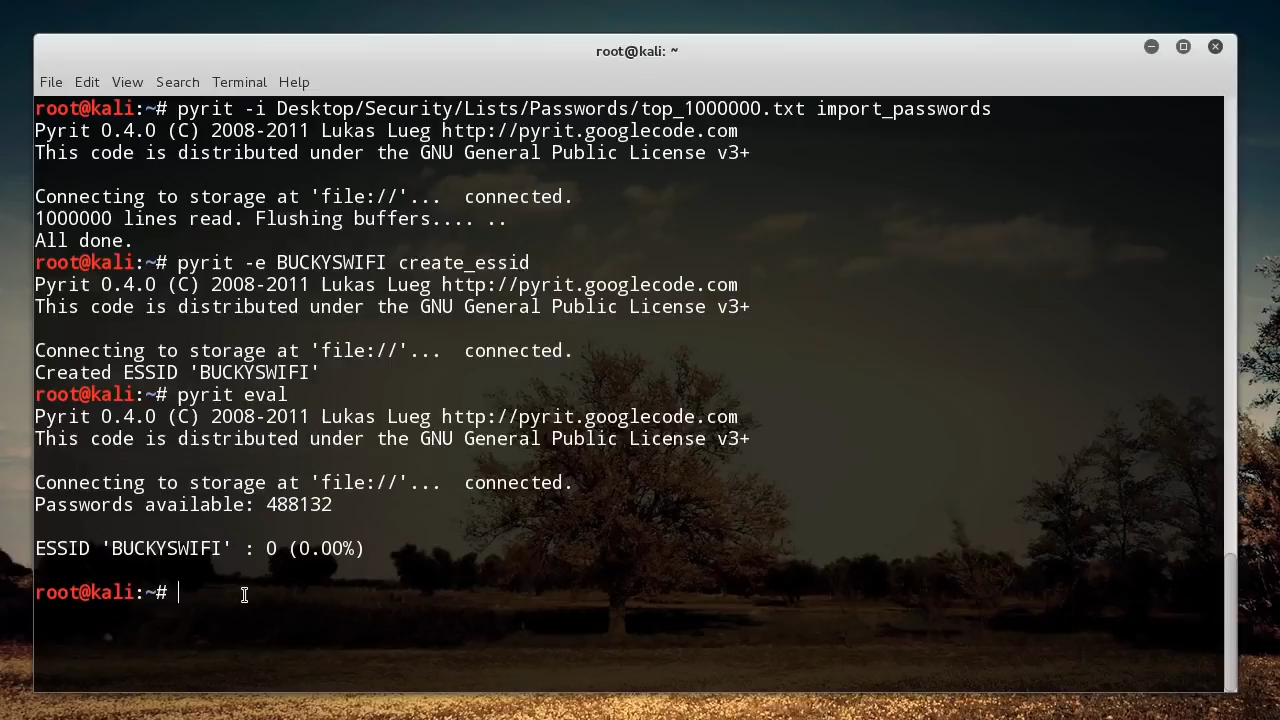 root@kali: ~
File Edit View Search Terminal Help
root@kali:~# pyrit -i Desktop/Security/Lists/Passwords/top_1000000.txt import_passwords
Pyrit 0.4.0 (C) 2008-2011 Lukas Lueg http://pyrit.googlecode.com
This code is distributed under the GNU General Public License v3+
Connecting to storage at 'file://'...  connected.
1000000 lines read. Flushing buffers.... ..
All done.
root@kali:~# pyrit -e BUCKYSWIFI create_essid
Pyrit 0.4.0 (C) 2008-2011 Lukas Lueg http://pyrit.googlecode.com
This code is distributed under the GNU General Public License v3+
Connecting to storage at 'file://'...  connected.
Created ESSID 'BUCKYSWIFI'
root@kali:~# pyrit eval
Pyrit 0.4.0 (C) 2008-2011 Lukas Lueg http://pyrit.googlecode.com
This code is distributed under the GNU General Public License v3+
Connecting to storage at 'file://'...  connected.
Passwords available: 488132
ESSID 'BUCKYSWIFI' : 0 (0.00%)
root@kali:~#